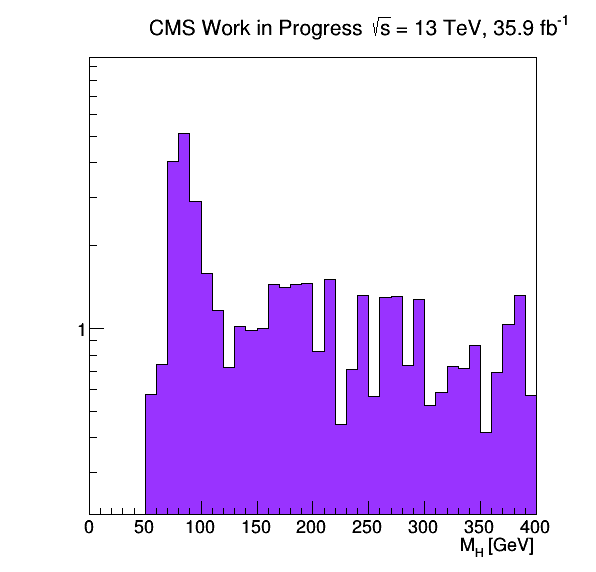 CMS Work in Progress √s = 13 TeV, 35.9 fb⁻¹
1
0 50 100 150 200 250 300 350 400
M_H [GeV]